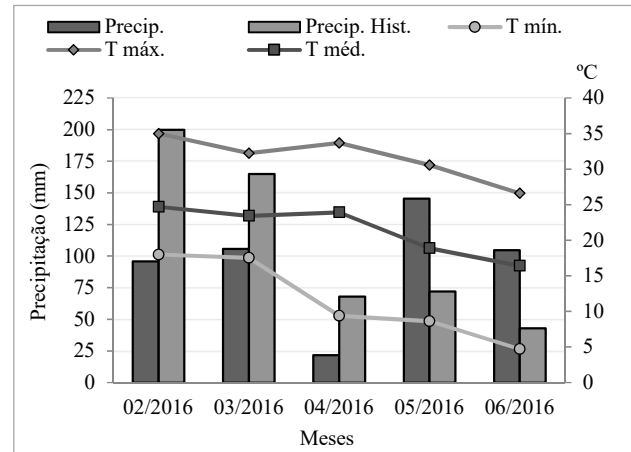 Precip. Precip. Hist. T mín.
T máx. T méd.
ºC
225 40
200 35
175 30
150 25
125 20
100 15
75 10
50 5
25 0
0
Precipitação (mm)
02/2016 03/2016 04/2016 05/2016 06/2016
Meses